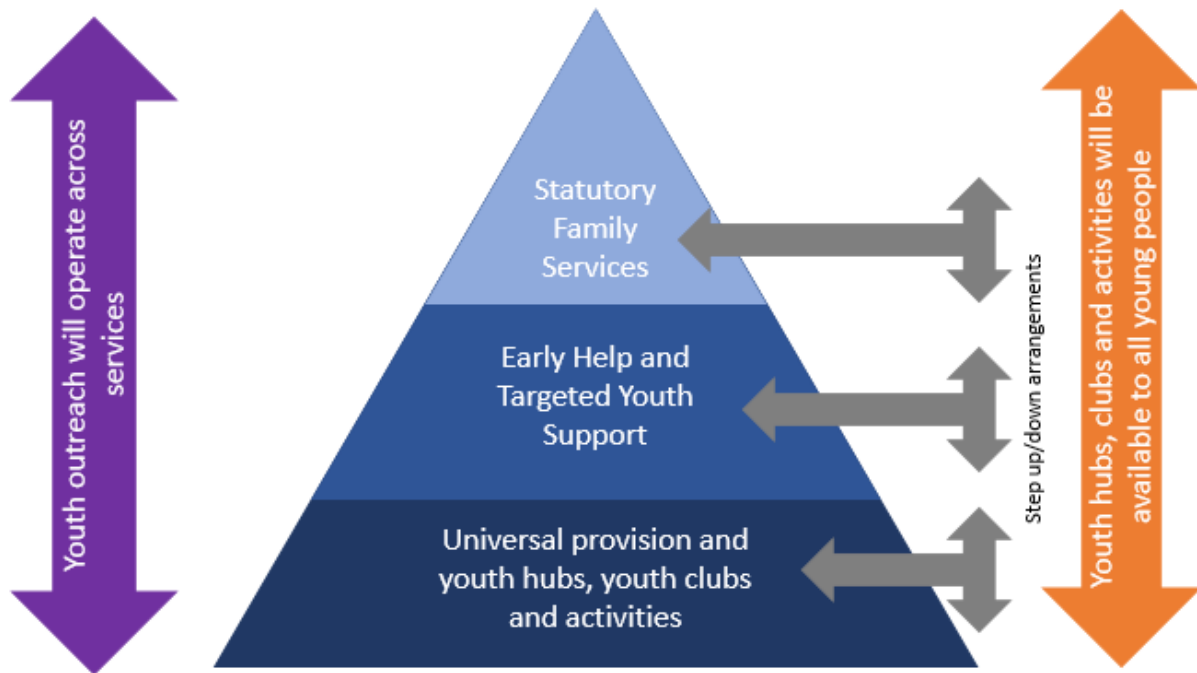 Youth outreach will operate across
services
Statutory
Family
Services
Early Help and
Targeted Youth
Support
Universal provision and
youth hubs, youth clubs
and activities
Step up/down arrangements
Youth hubs, clubs and activities will be
available to all young people